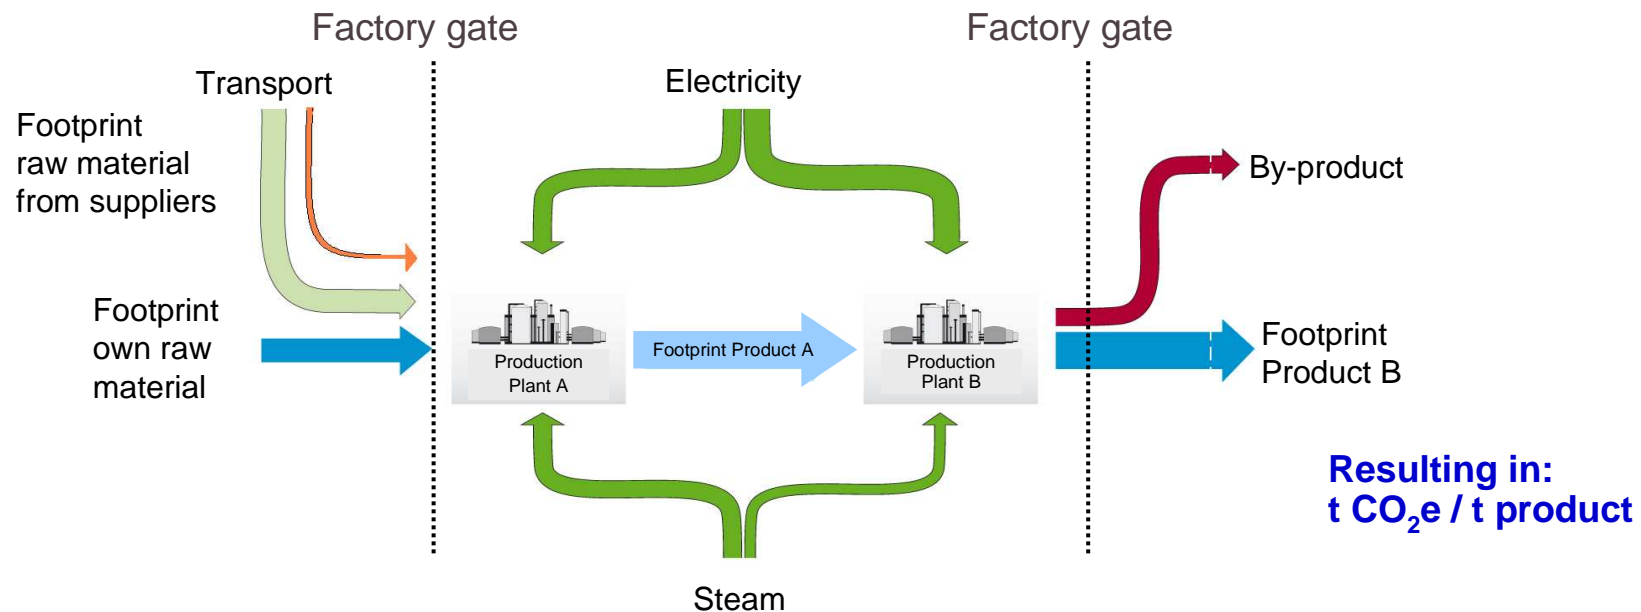 Factory gate
Factory gate
Transport
Electricity
Footprint
raw material
from suppliers
By-product
Footprint
own raw
material
Production
Plant A
Footprint Product A
Production
Plant B
Footprint
Product B
Resulting in:
t CO₂e / t product
Steam